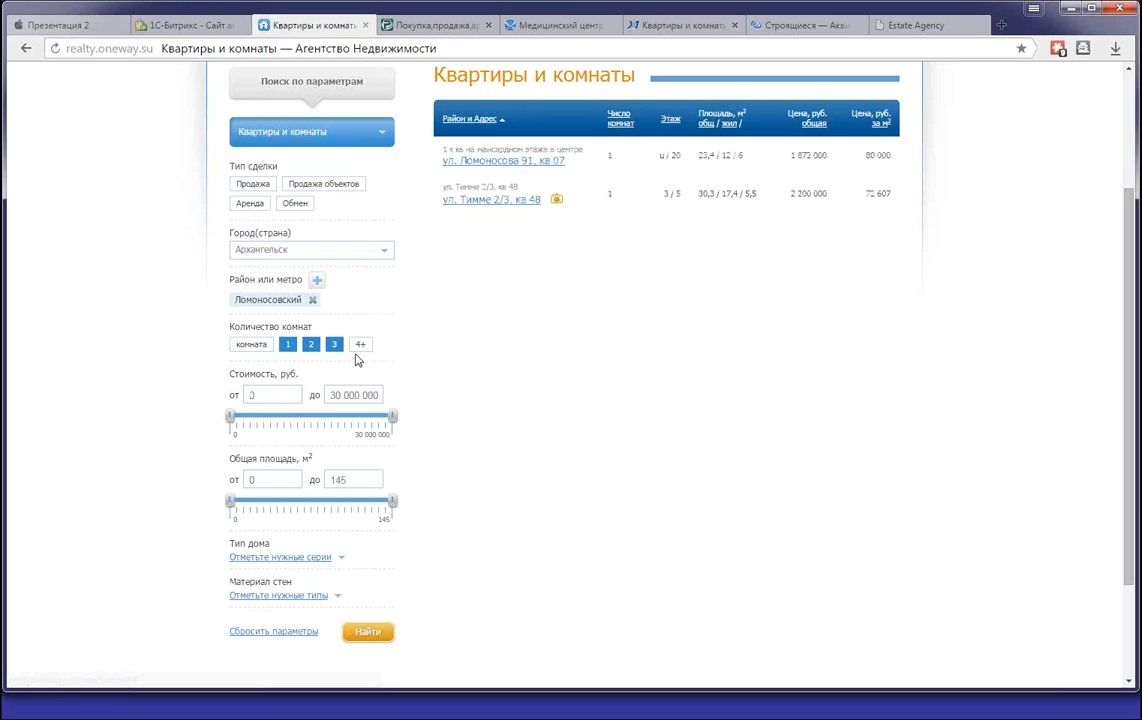 Презентация 2
1С-Битрикс - Сайт аг
Квартиры и комнаты
Покупка,продажа,ар
Медицинский центр
Квартиры и комнаты
Строящиеся — Акви
Estate Agency
realty.oneway.su Квартиры и комнаты — Агентство Недвижимости
Поиск по параметрам
Квартиры и комнаты
Тип сделки
Продажа
Продажа объектов
Аренда
Обмен
Город(страна)
Архангельск
Район или метро
Ломоносовский
Количество комнат
комната 1 2 3 4+
Стоимость, руб.
от 0 до 30 000 000
0 30 000 000
Общая площадь, м²
от 0 до 145
0 145
Тип дома
Отметьте нужные серии
Материал стен
Отметьте нужные типы
Сбросить параметры
Найти
Квартиры и комнаты
Район и Адрес
Число
комнат
Этаж
Площадь, м²
общ / жил /
Цена, руб.
общая
Цена, руб.
за м²
1 к кв на мансардном этаже в центре
ул. Ломоносова 91, кв 07
1 ц / 20 23,4 / 12 / 6 1 872 000 80 000
ул. Тимме 2/3, кв 48
ул. Тимме 2/3, кв 48
1 3 / 5 30,3 / 17,4 / 5,5 2 200 000 72 607